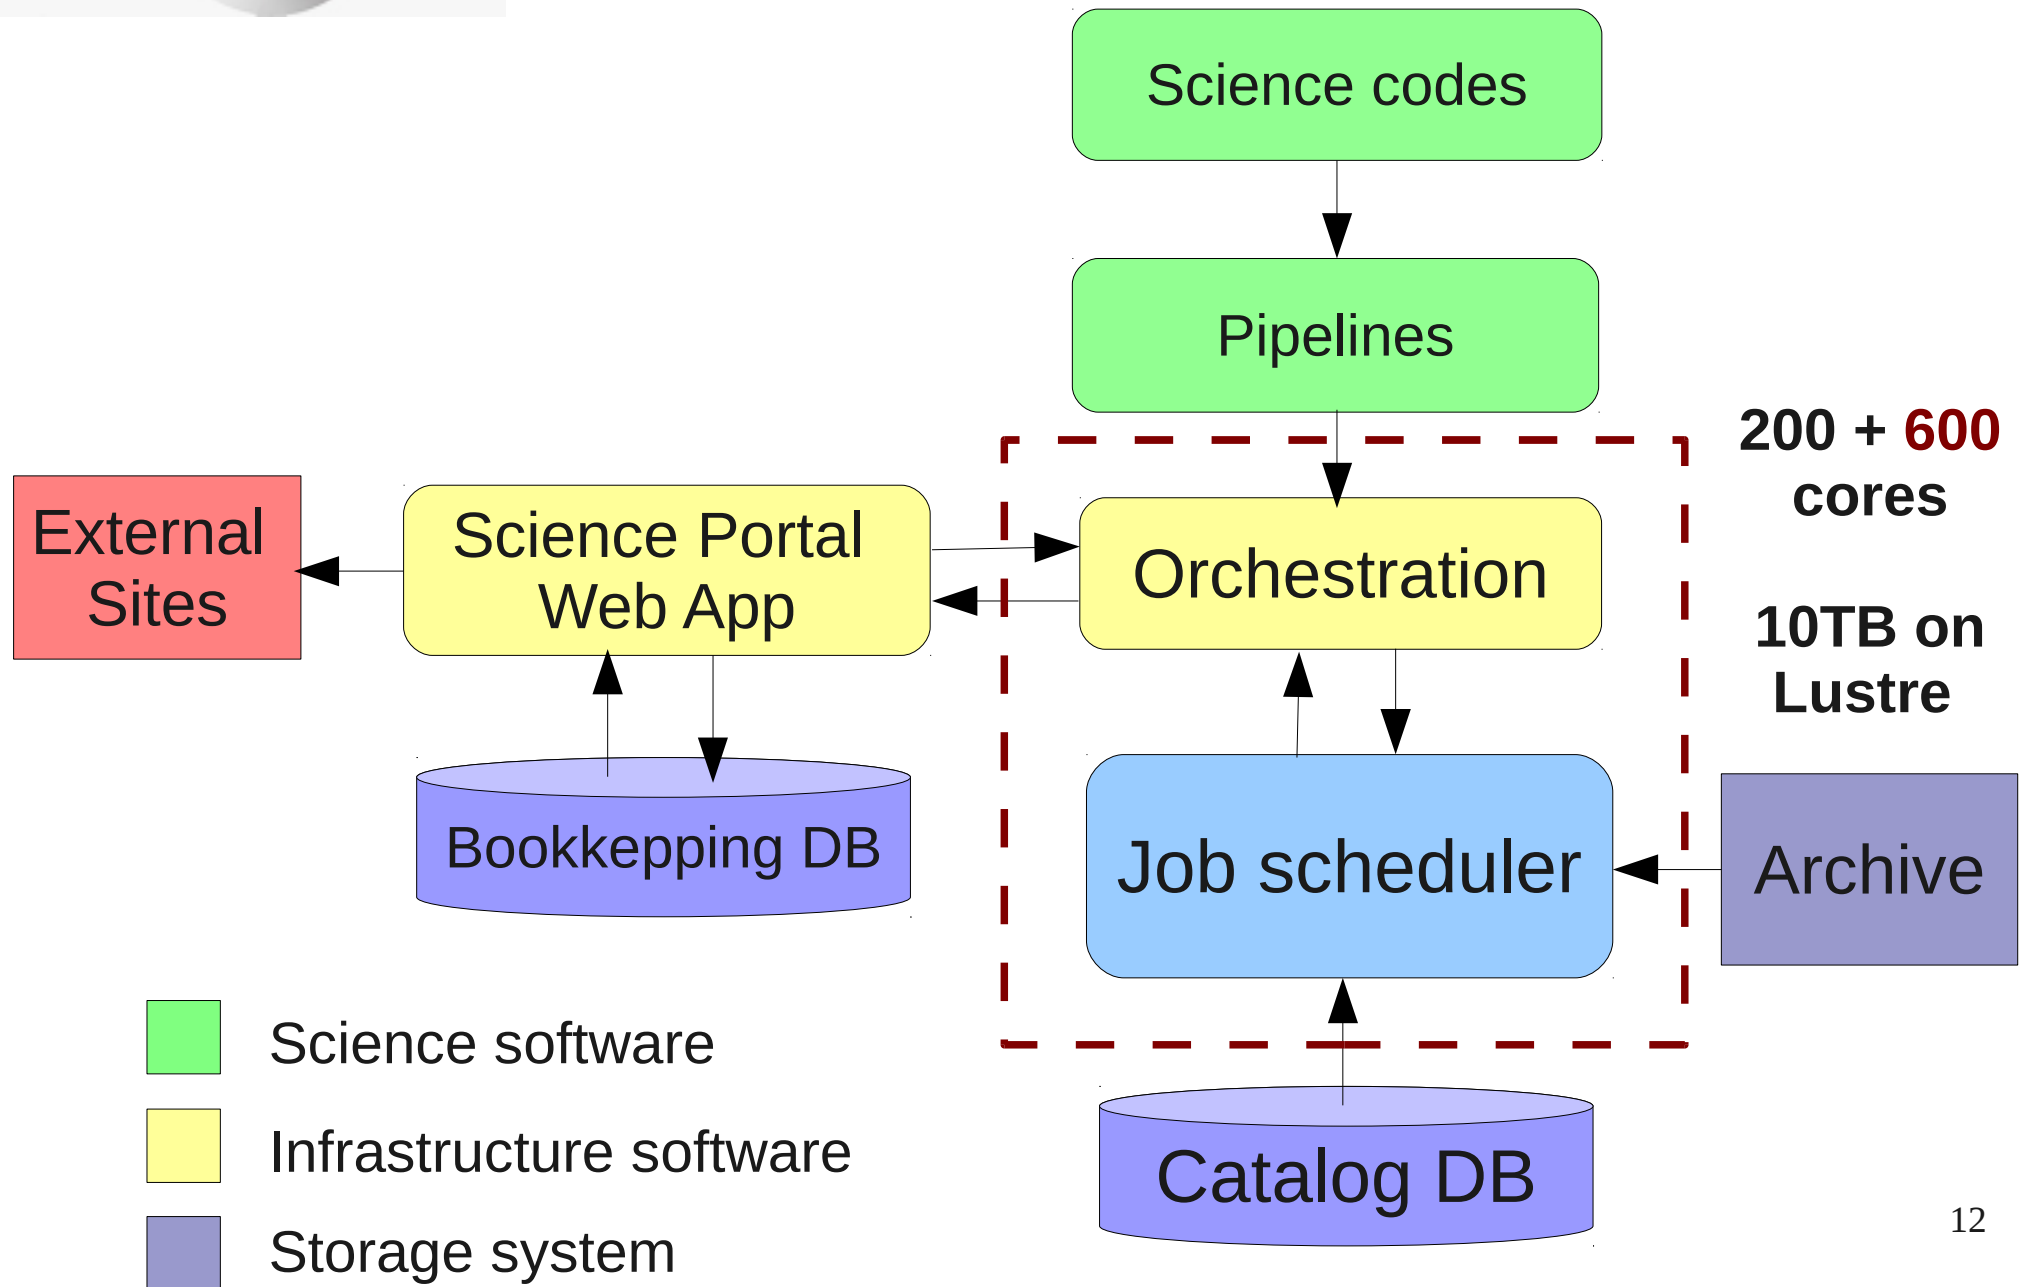 Science codes
Pipelines
200 + 600
cores
External
Sites
Science Portal
Web App
Orchestration
10TB on
Lustre
Bookkepping DB
Job scheduler
Archive
Science software
Infrastructure software
Catalog DB
Storage system
12